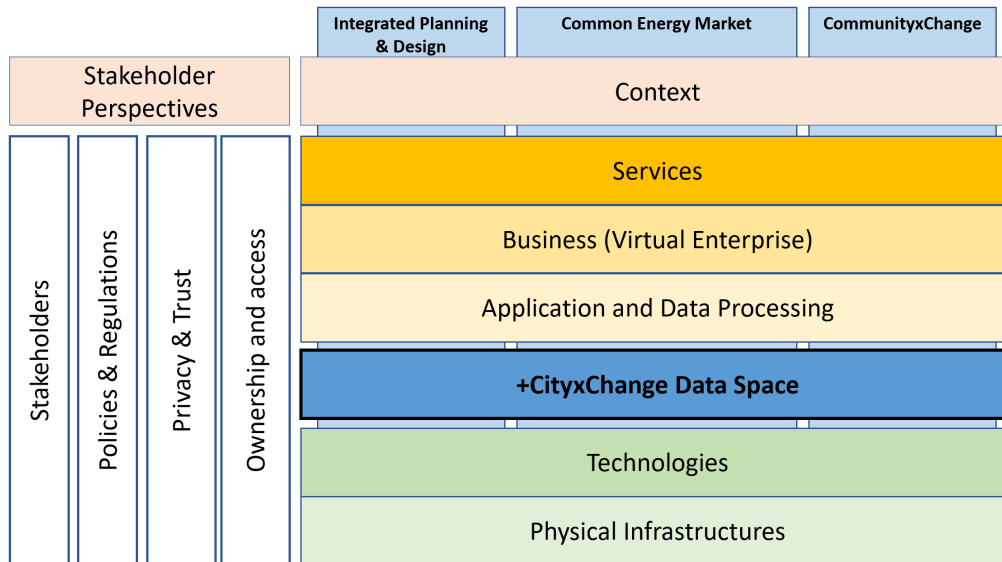 Integrated Planning
& Design
Common Energy Market
CommunityxChange
Stakeholder
Perspectives
Context
Stakeholders
Policies & Regulations
Privacy & Trust
Ownership and access
Services
Business (Virtual Enterprise)
Application and Data Processing
+CityxChange Data Space
Technologies
Physical Infrastructures